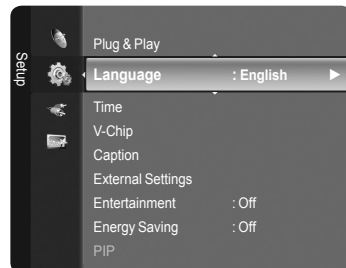 Setup
Plug & Play
Language : English
Time
V-Chip
Caption
External Settings
Entertainment : Off
Energy Saving : Off
PIP